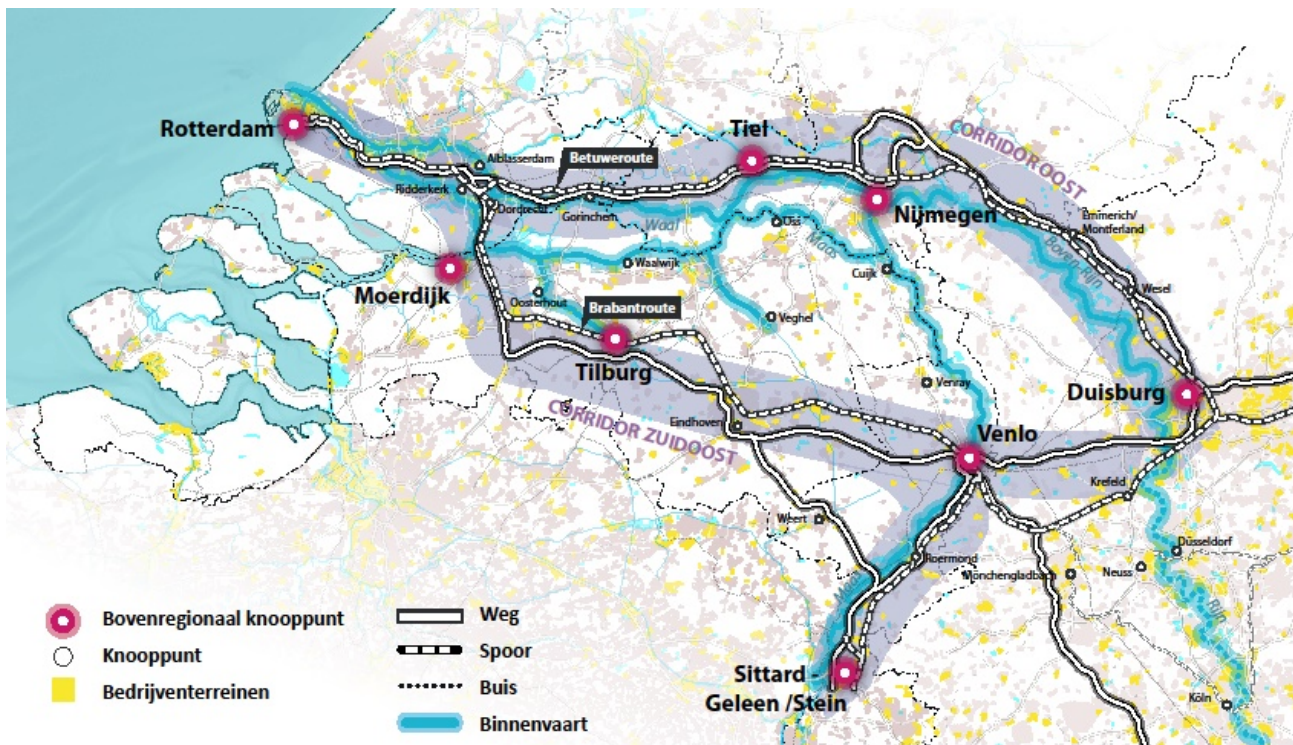 Rotterdam
Alblasserdam
Ridderkerk
Dordrecht
Betuweroute
Gorinchem
Tiel
CORRIDOR OOST
Nijmegen
Waal
Oss
Maas
Emmerich/
Montferland
Boven-Rijn
Cuijk
Wesel
Moerdijk
Waalwijk
Oosterhout
Brabantroute
Veghel
Tilburg
Venray
Duisburg
CORRIDOR ZUIDOOST
Eindhoven
Venlo
Krefeld
Weert
Düsseldorf
Roermond
Mönchengladbach
Neuss
Maas
Rijn
Sittard -
Geleen /Stein
Köln
Bovenregionaal knooppunt
Knooppunt
Bedrijventerreinen
Weg
Spoor
Buis
Binnenvaart